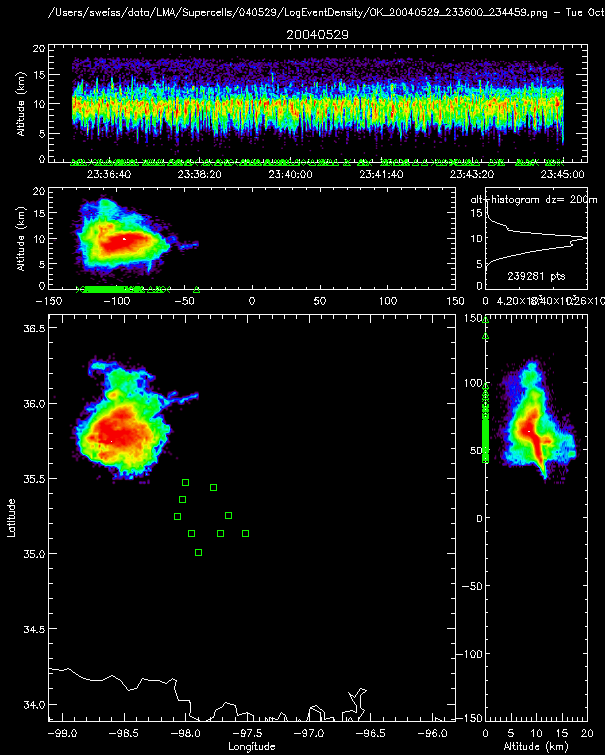 /Users/sweiss/data/LMA/Supercells/040529/LogEventDensity/OK_20040529_233600_234459.png – Tue Oct
20040529
Altitude (km)
20
15
10
5
0
23:36:40 23:38:20 23:40:00 23:41:40 23:43:20 23:45:00
Altitude (km)
20
15
10
5
0
−150 −100 −50 0 50 100 150
alt-histogram dz= 200m
20
15
10
5
0
239281 pts
0
Latitude
36.5
36.0
35.5
35.0
34.5
34.0
−99.0 −98.5 −98.0 −97.5 −97.0 −96.5 −96.0
Longitude
150
100
50
0
−50
−100
−150
0 5 10 15 20
Altitude (km)